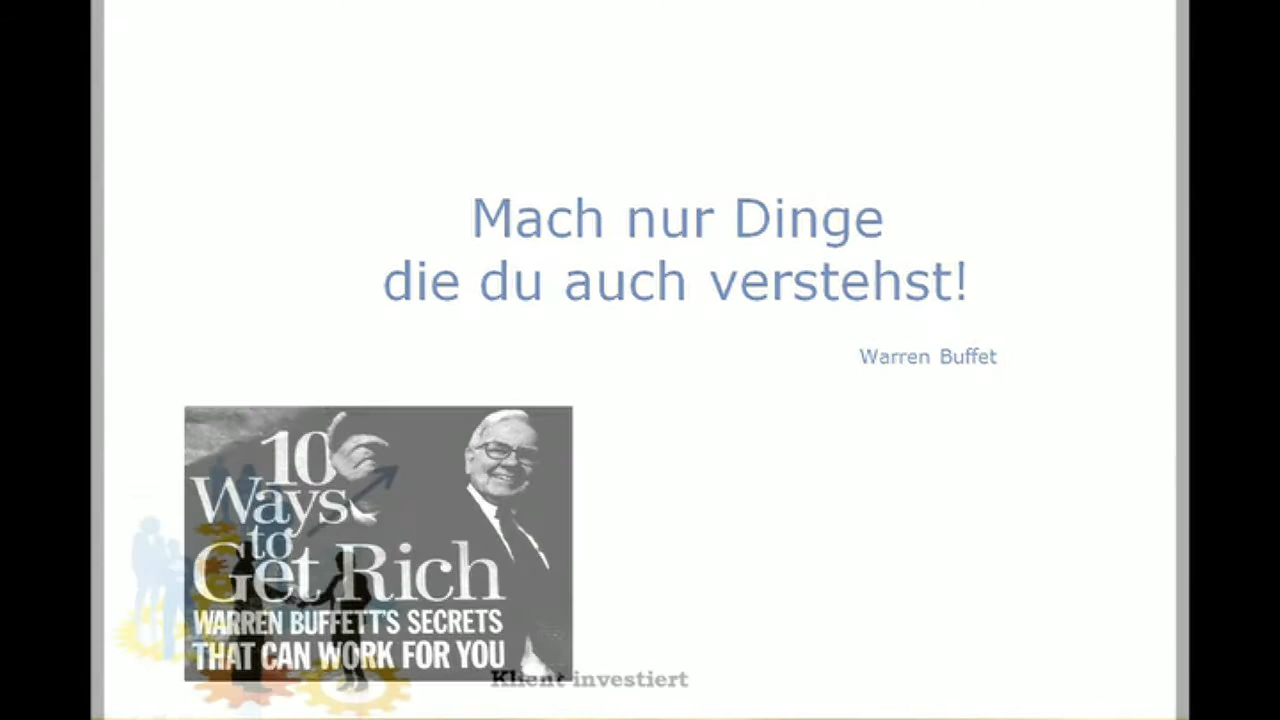 Mach nur Dinge
die du auch verstehst!
Warren Buffet
10
Ways
to
Get Rich
WARREN BUFFETT'S SECRETS
THAT CAN WORK FOR YOU
Klient investiert